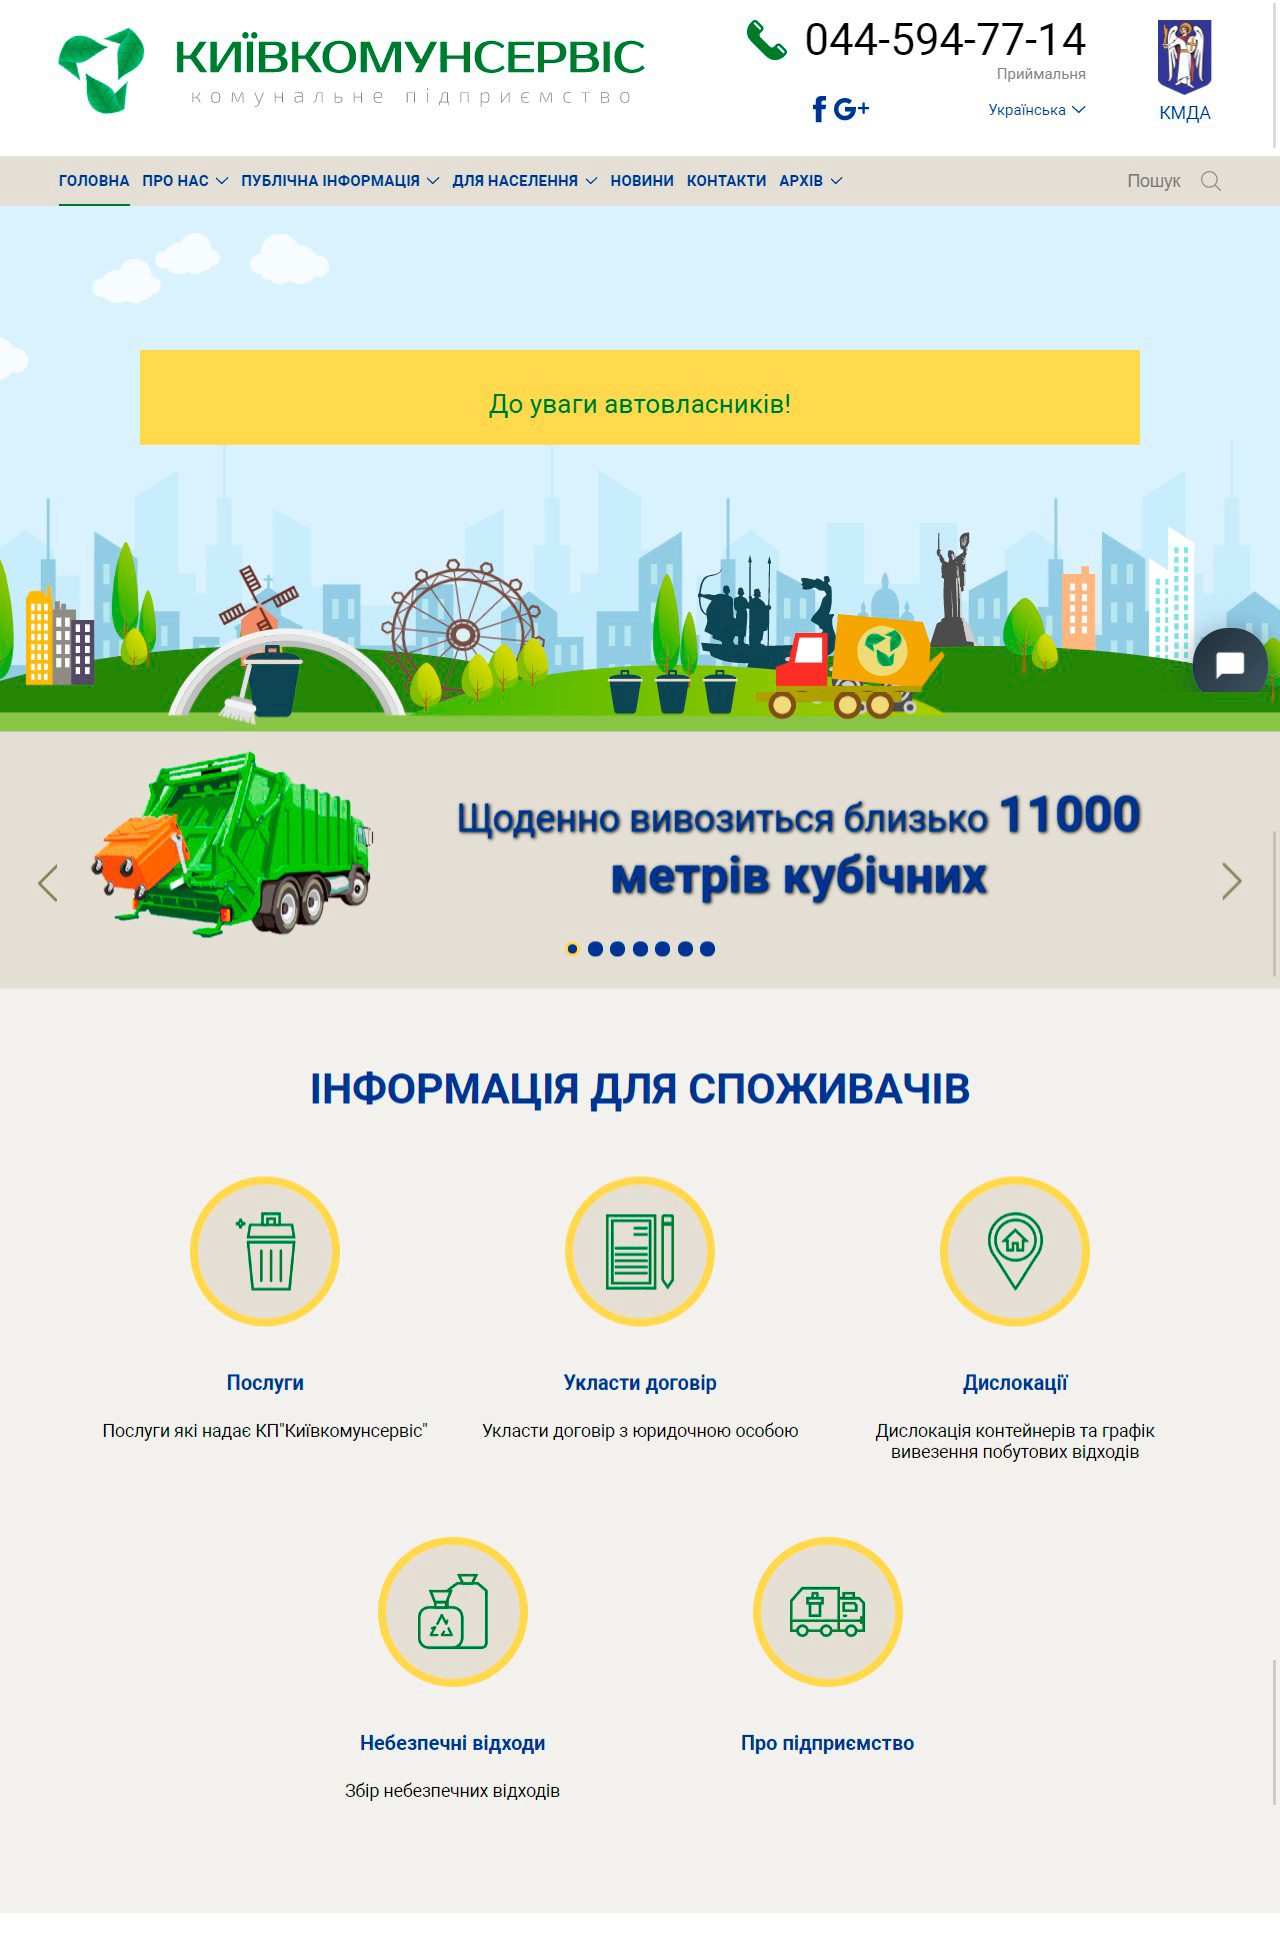 КИЇВКОМУНСЕРВІС
комунальне підприємство
044-594-77-14
Приймальня
Українська
КМДА
ГОЛОВНА ПРО НАС ПУБЛІЧНА ІНФОРМАЦІЯ ДЛЯ НАСЕЛЕННЯ НОВИНИ КОНТАКТИ АРХІВ Пошук
До уваги автовласників!
Щоденно вивозиться близько 11000
метрів кубічних
ІНФОРМАЦІЯ ДЛЯ СПОЖИВАЧІВ
Послуги
Послуги які надає КП"Київкомунсервіс"
Укласти договір
Укласти договір з юридочною особою
Дислокації
Дислокація контейнерів та графік
вивезення побутових відходів
Небезпечні відходи
Збір небезпечних відходів
Про підприємство